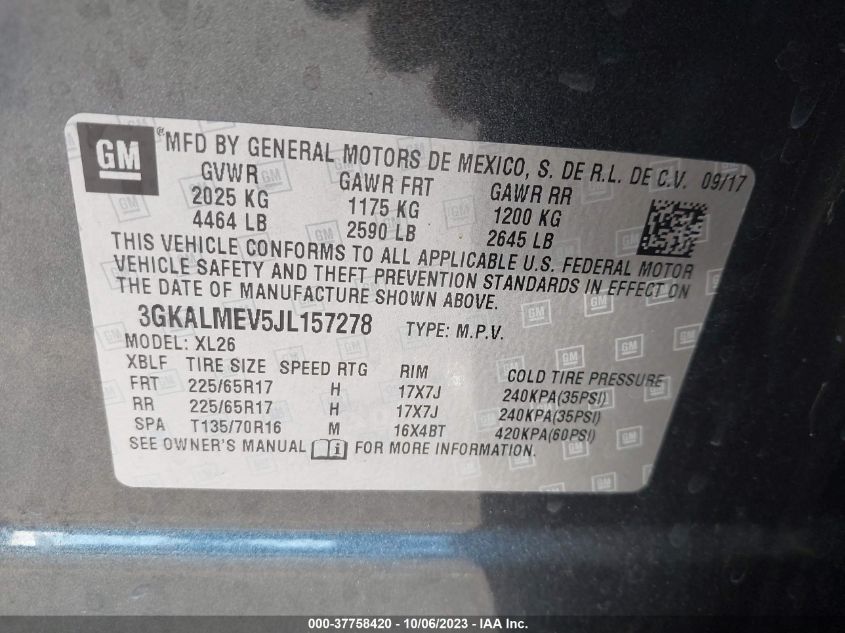 GM ® MFD BY GENERAL MOTORS DE MEXICO, S. DE R.L. DE C.V. 09/17
GVWR GAWR FRT GAWR RR
2025 KG 1175 KG 1200 KG
4464 LB 2590 LB 2645 LB
THIS VEHICLE CONFORMS TO ALL APPLICABLE U.S. FEDERAL MOTOR
VEHICLE SAFETY AND THEFT PREVENTION STANDARDS IN EFFECT ON
THE DATE OF MANUFACTURE SHOWN ABOVE.
3GKALMEV5JL157278 TYPE: M.P.V.
MODEL: XL26
XBLF TIRE SIZE SPEED RTG RIM COLD TIRE PRESSURE
FRT 225/65R17 H 17X7J 240KPA(35PSI)
RR 225/65R17 H 17X7J 240KPA(35PSI)
SPA T135/70R16 M 16X4BT 420KPA(60PSI)
SEE OWNER'S MANUAL i FOR MORE INFORMATION.
000-37758420 - 10/06/2023 - IAA Inc.